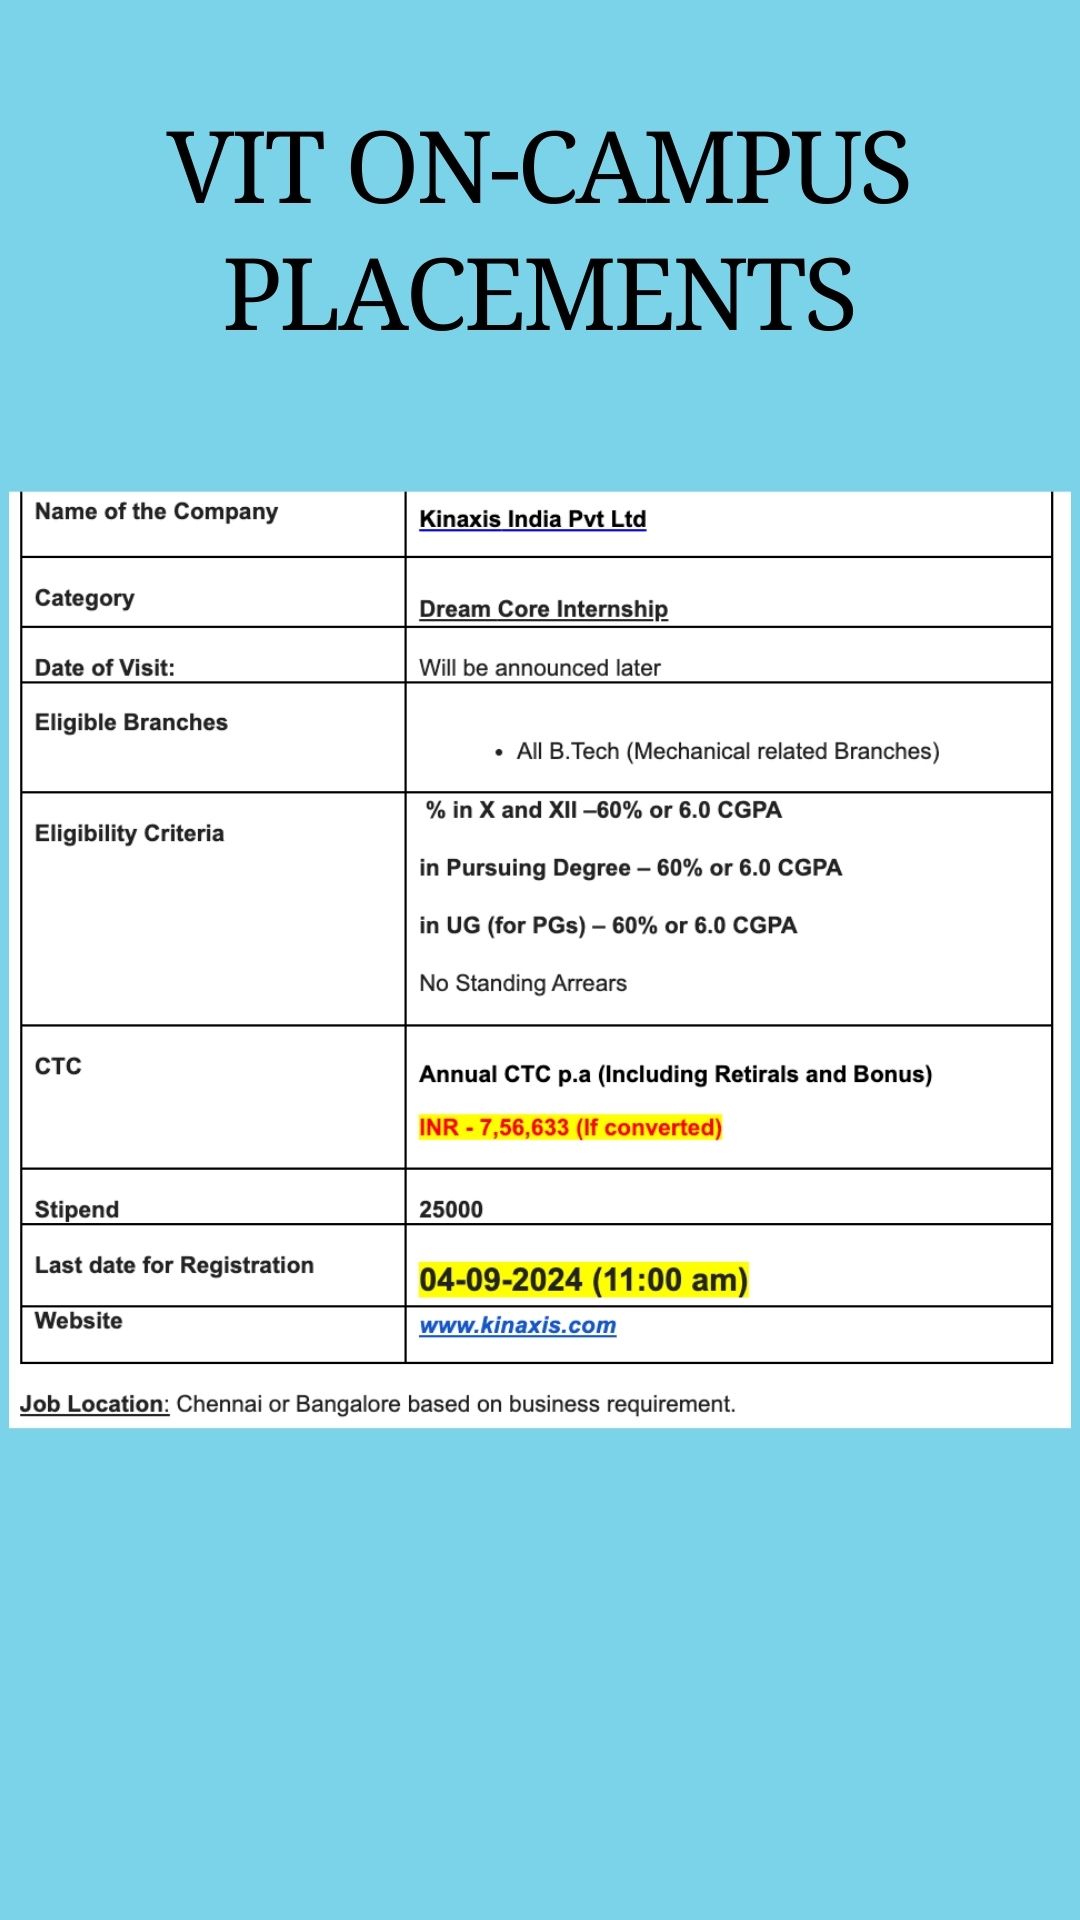 VIT ON-CAMPUS
PLACEMENTS
Name of the Company
Kinaxis India Pvt Ltd
Category
Dream Core Internship
Date of Visit:
Will be announced later
Eligible Branches
• All B.Tech (Mechanical related Branches)
Eligibility Criteria
% in X and XII –60% or 6.0 CGPA
in Pursuing Degree – 60% or 6.0 CGPA
in UG (for PGs) – 60% or 6.0 CGPA
No Standing Arrears
CTC
Annual CTC p.a (Including Retirals and Bonus)
INR - 7,56,633 (If converted)
Stipend
25000
Last date for Registration
04-09-2024 (11:00 am)
Website
www.kinaxis.com
Job Location: Chennai or Bangalore based on business requirement.